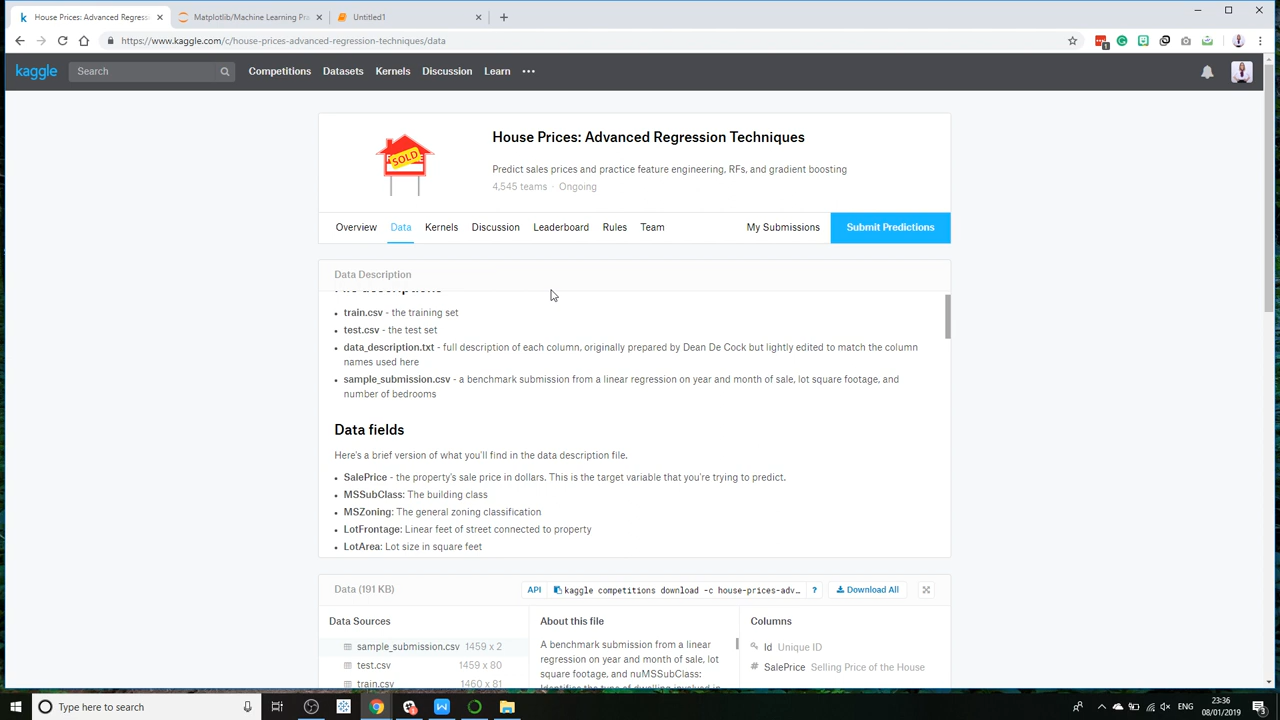 House Prices: Advanced Regress
Matplotlib/Machine Learning Pra
Untitled1
https://www.kaggle.com/c/house-prices-advanced-regression-techniques/data
kaggle
Search
Competitions
Datasets
Kernels
Discussion
Learn
SOLD
House Prices: Advanced Regression Techniques
Predict sales prices and practice feature engineering, RFs, and gradient boosting
4,545 teams · Ongoing
Overview
Data
Kernels
Discussion
Leaderboard
Rules
Team
My Submissions
Submit Predictions
Data Description
File descriptions
• train.csv - the training set
• test.csv - the test set
• data_description.txt - full description of each column, originally prepared by Dean De Cock but lightly edited to match the column
names used here
• sample_submission.csv - a benchmark submission from a linear regression on year and month of sale, lot square footage, and
number of bedrooms
Data fields
Here's a brief version of what you'll find in the data description file.
• SalePrice - the property's sale price in dollars. This is the target variable that you're trying to predict.
• MSSubClass: The building class
• MSZoning: The general zoning classification
• LotFrontage: Linear feet of street connected to property
• LotArea: Lot size in square feet
Data (191 KB)
API
kaggle competitions download -c house-prices-adv…
?
Download All
Data Sources
sample_submission.csv 1459 x 2
test.csv 1459 x 80
train.csv 1460 x 81
About this file
A benchmark submission from a linear
regression on year and month of sale, lot
square footage, and nuMSSubClass:
Identifies the type of dwelling involved in
Columns
Id Unique ID
SalePrice Selling Price of the House
Type here to search
ENG
23:36
08/01/2019